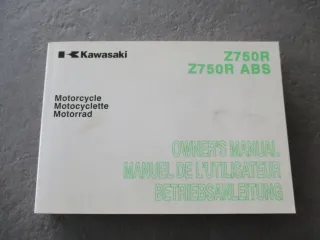 Kawasaki
Z750R
Z750R ABS
Motorcycle
Motocyclette
Motorrad
OWNER'S MANUAL
MANUEL DE L'UTILISATEUR
BETRIEBSANLEITUNG